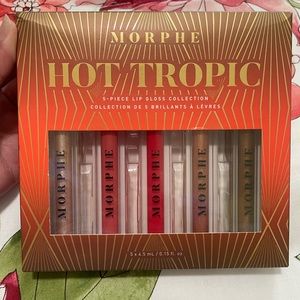 MORPHE
HOT TROPIC
5-PIECE LIP GLOSS COLLECTION
COLLECTION DE 5 BRILLANTS À LÈVRES
MORPHE
MORPHE
MORPHE
MORPHE
MORPHE
5 x 4.5 mL / 0.15 fl. oz